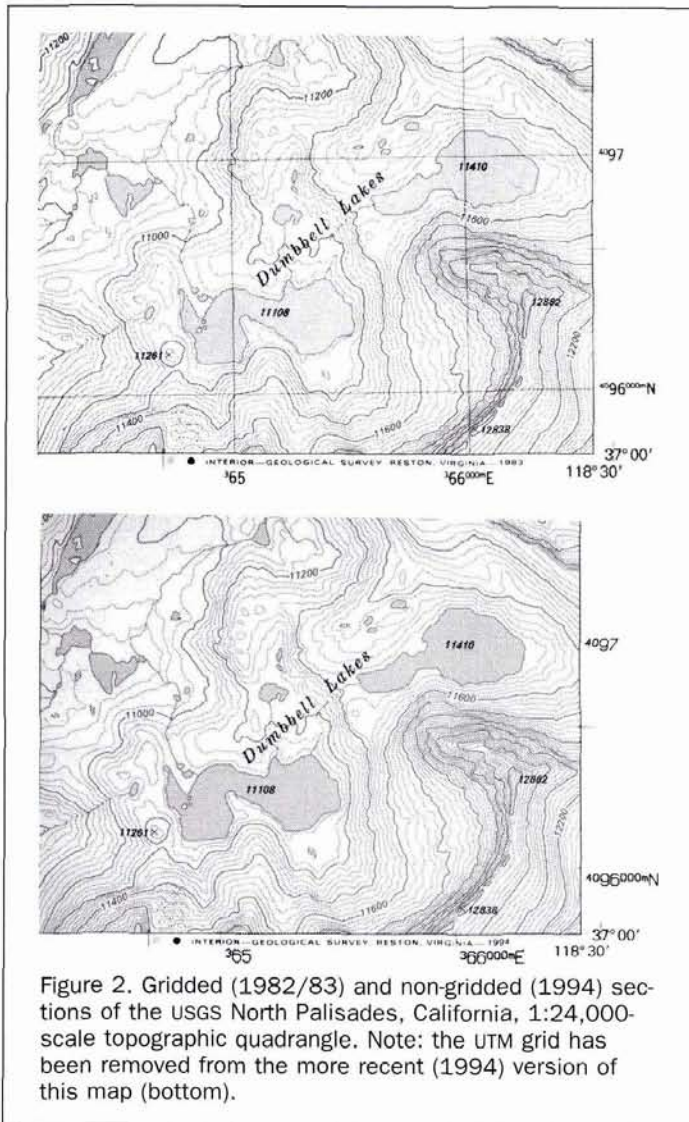 11200
11200
11410
4097
Dumbbell Lakes
11600
11000
12882
11108
11261
12200
4096000mN
11400
11600
12838
37°00'
INTERIOR—GEOLOGICAL SURVEY RESTON, VIRGINIA—1983
118°30'
365
366000mE
11200
11410
4097
Dumbbell Lakes
11600
11000
12882
11108
11261
12200
4096000mN
11400
11600
12838
37°00'
INTERIOR—GEOLOGICAL SURVEY, RESTON, VIRGINIA—1994
118°30'
365
366000mE
Figure 2. Gridded (1982/83) and non-gridded (1994) sec-
tions of the USGS North Palisades, California, 1:24,000-
scale topographic quadrangle. Note: the UTM grid has
been removed from the more recent (1994) version of
this map (bottom).